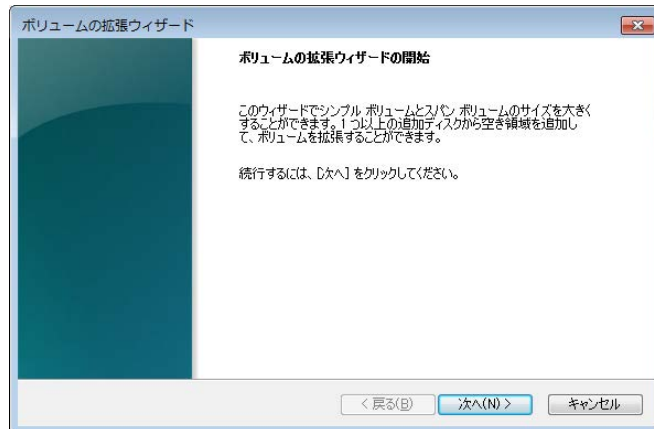 ボリュームの拡張ウィザード
ボリュームの拡張ウィザードの開始
このウィザードでシンプル ボリュームとスパン ボリュームのサイズを大きく
することができます。1 つ以上の追加ディスクから空き領域を追加し
て、ボリュームを拡張することができます。
続行するには、[次へ] をクリックしてください。
< 戻る(B) 次へ(N) > キャンセル